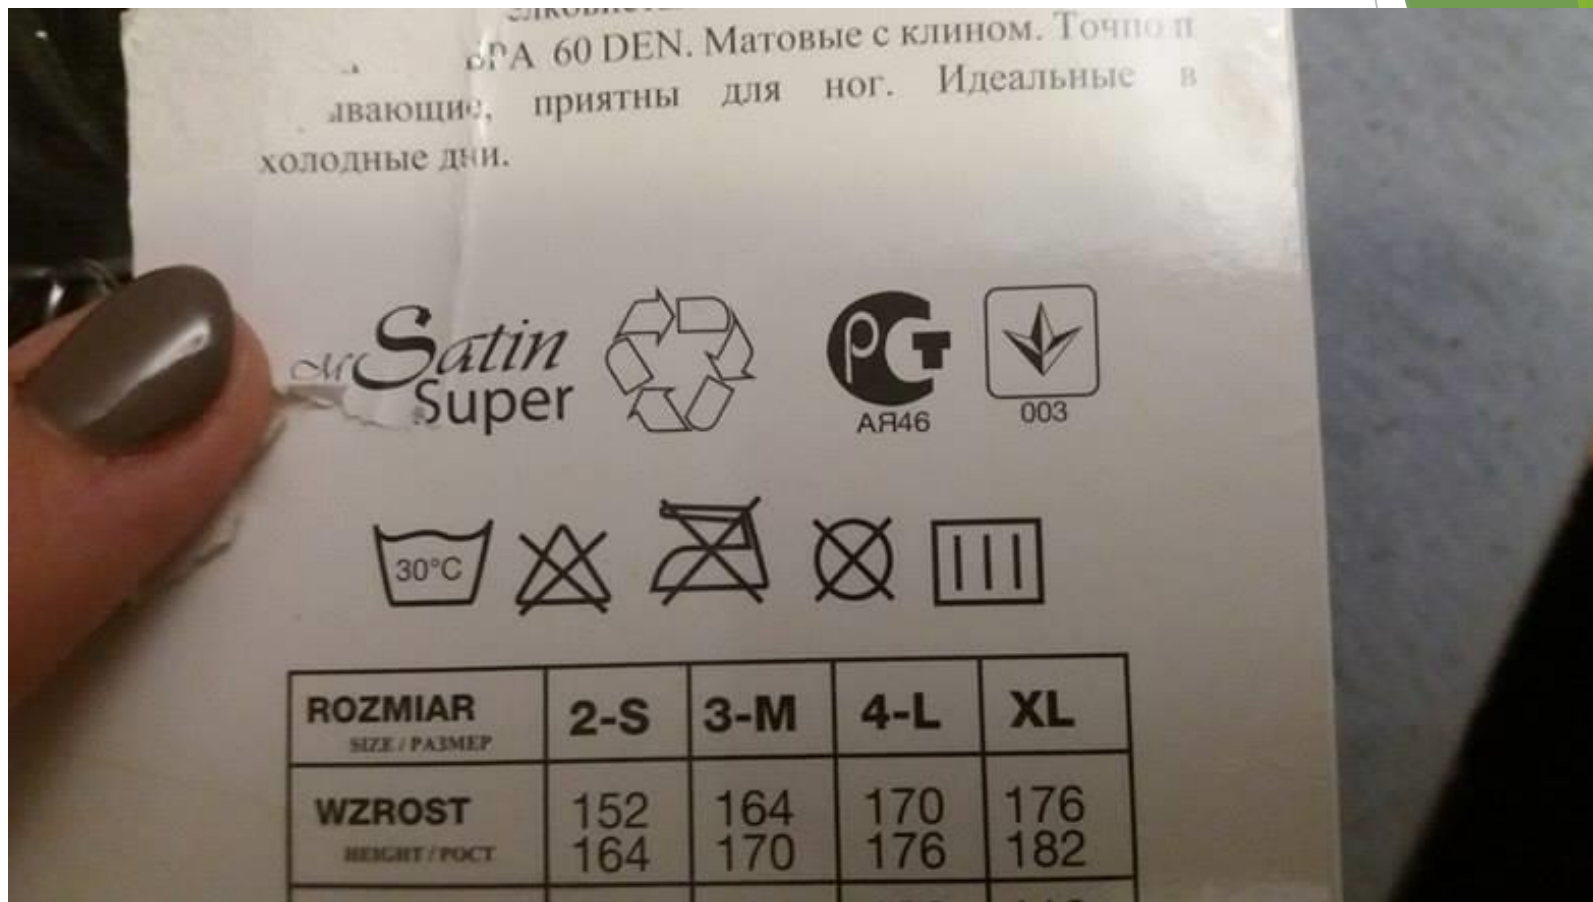 60 DEN. Матовые с клином.
приятны для ног. Идеальные в
холодные дни.
Satin
Super
РСТ
АЯ46
003
30°C
ROZMIAR 2-S 3-M 4-L XL
SIZE / РАЗМЕР
WZROST 152 164 170 176
HEIGHT / РОСТ 164 170 176 182